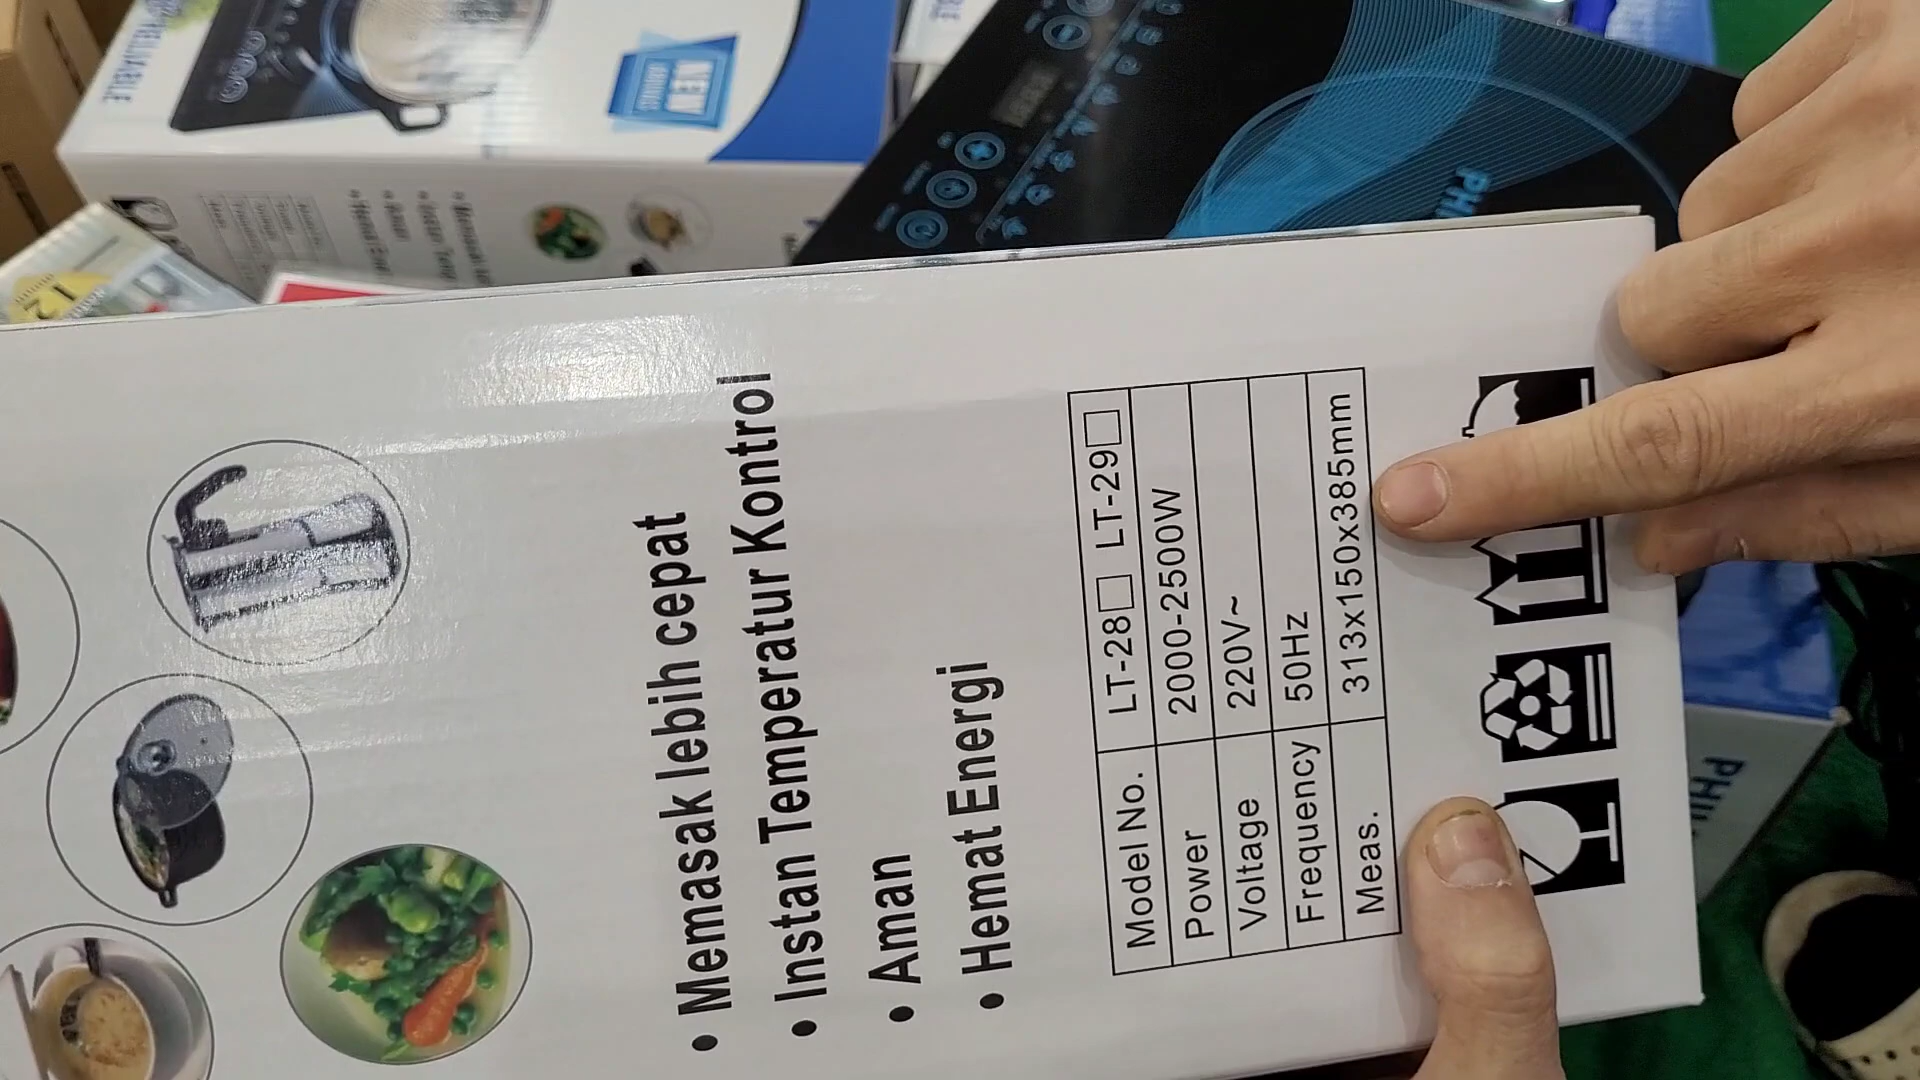 • Memasak lebih cepat
• Instan Temperatur Kontrol
• Aman
• Hemat Energi
Model No. LT-28□ LT-29□
Power 2000-2500W
Voltage 220V~
Frequency 50Hz
Meas. 313x150x385mm
NEW